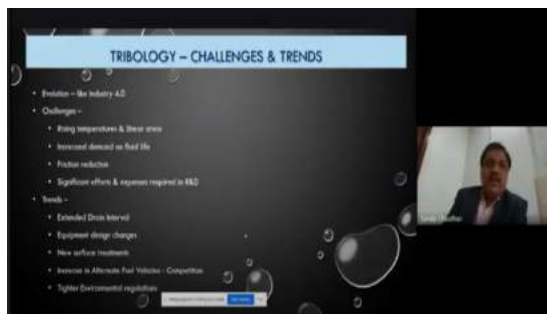 TRIBOLOGY – CHALLENGES & TRENDS
• Evolution – like Industry 4.0
• Challenges –
• Rising temperatures & Shear stress
• Increased demand on fluid life
• Friction reduction
• Significant efforts & expenses required in R&D
• Trends –
• Extended Drain Interval
• Equipment design changes
• New surface treatments
• Increase in Alternate Fuel Vehicles - Competition
• Tighter Environmental regulations